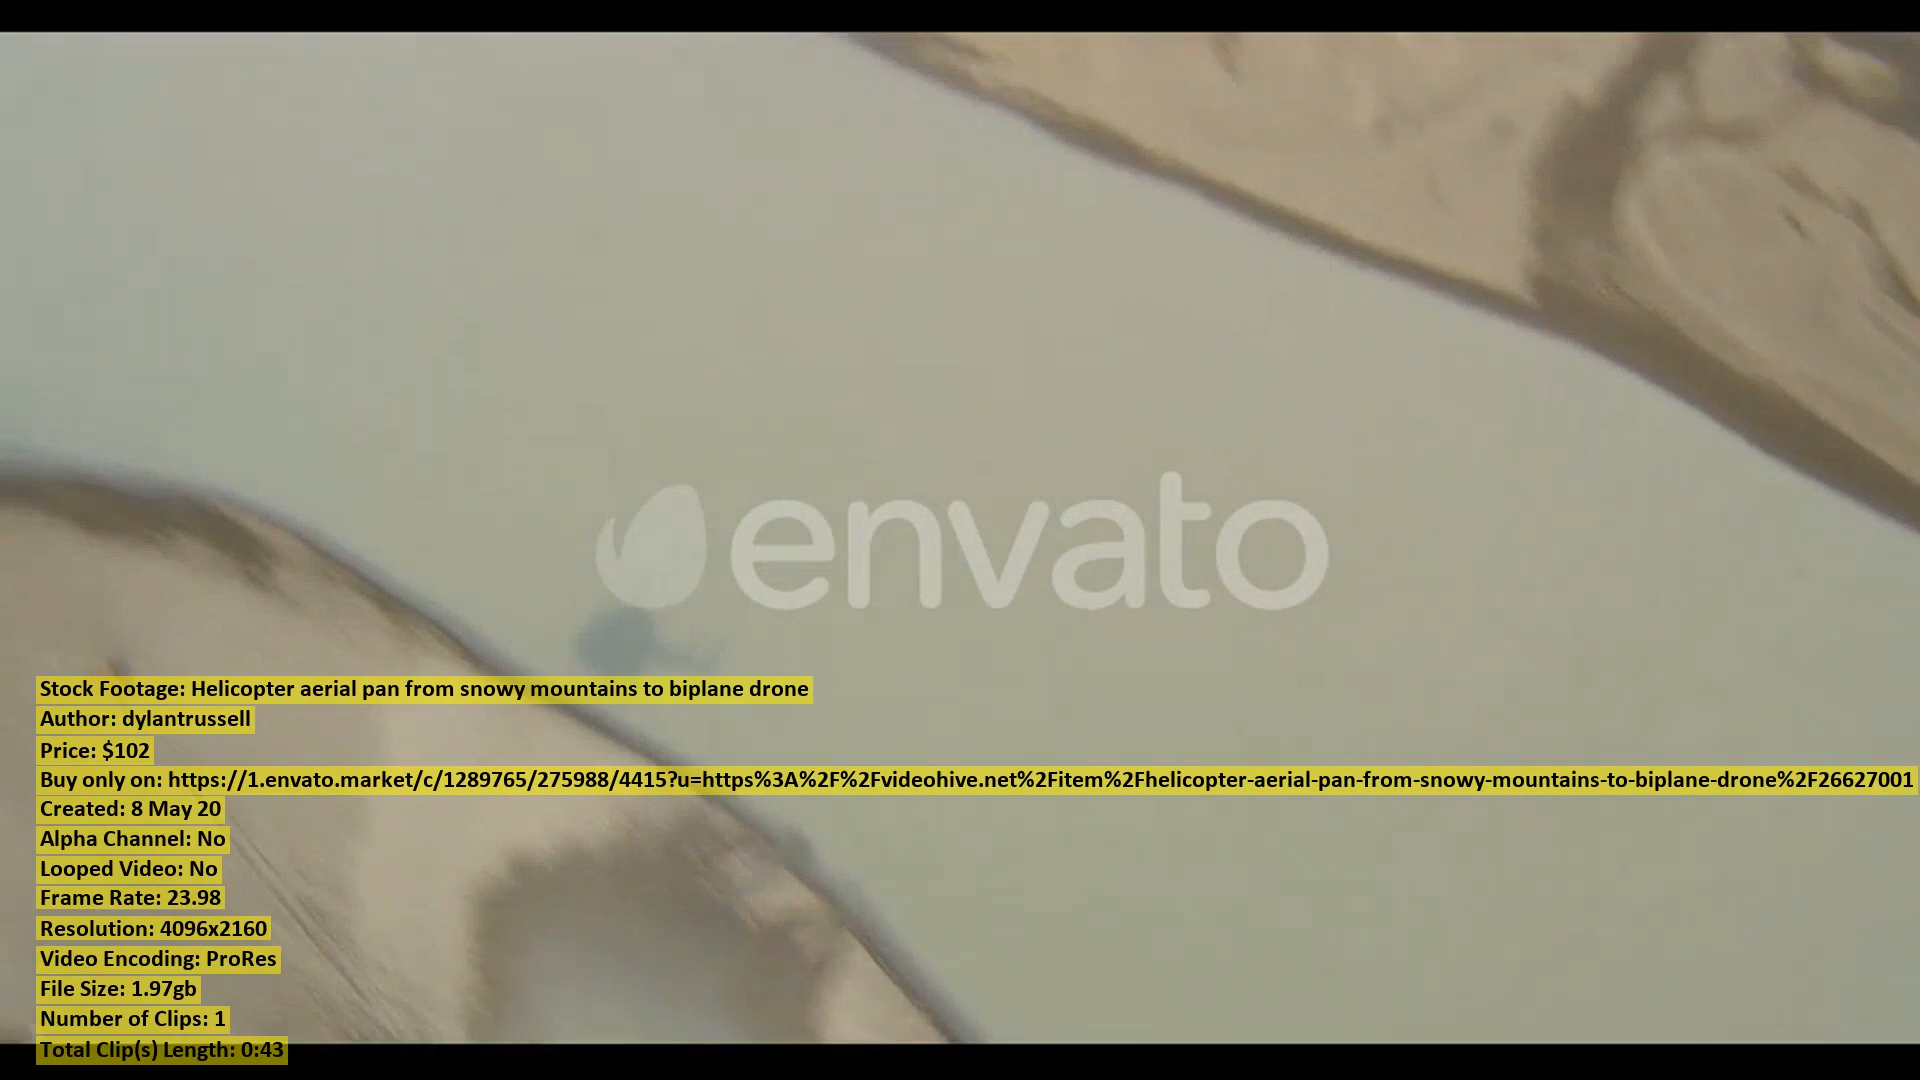 envato
Stock Footage: Helicopter aerial pan from snowy mountains to biplane drone
Author: dylantrussell
Price: $102
Buy only on: https://1.envato.market/c/1289765/275988/4415?u=https%3A%2F%2Fvideohive.net%2Fitem%2Fhelicopter-aerial-pan-from-snowy-mountains-to-biplane-drone%2F26627001
Created: 8 May 20
Alpha Channel: No
Looped Video: No
Frame Rate: 23.98
Resolution: 4096x2160
Video Encoding: ProRes
File Size: 1.97gb
Number of Clips: 1
Total Clip(s) Length: 0:43